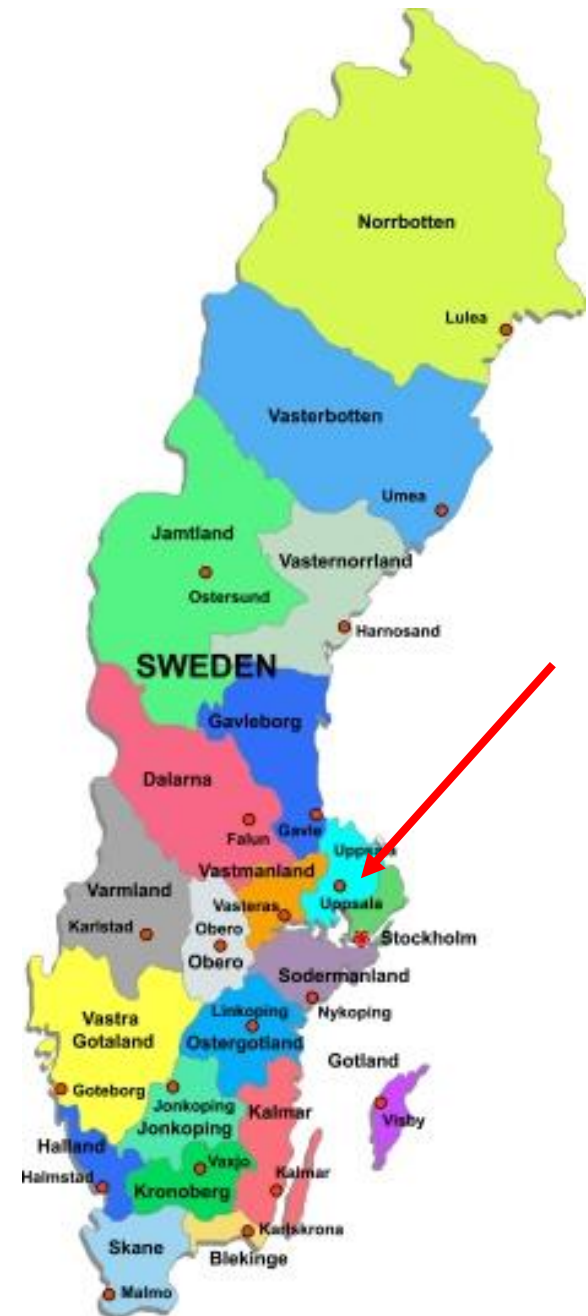 Norrbotten
Lulea
Vasterbotten
Umea
Jamtland
Vasternorrland
Ostersund
Harnosand
SWEDEN
Gavleborg
Dalarna
Falun
Gavle
Uppsala
Vastmanland
Varmland
Uppsala
Vasteras
Karlstad
Obero
Stockholm
Obero
Sodermanland
Linkoping
Nykoping
Vastra
Gotaland
Ostergotland
Gotland
Goteborg
Jonkoping
Kalmar
Visby
Jonkoping
Halland
Vaxjo
Halmstad
Kronoberg
Kalmar
Skane
Karlskrona
Blekinge
Malmo